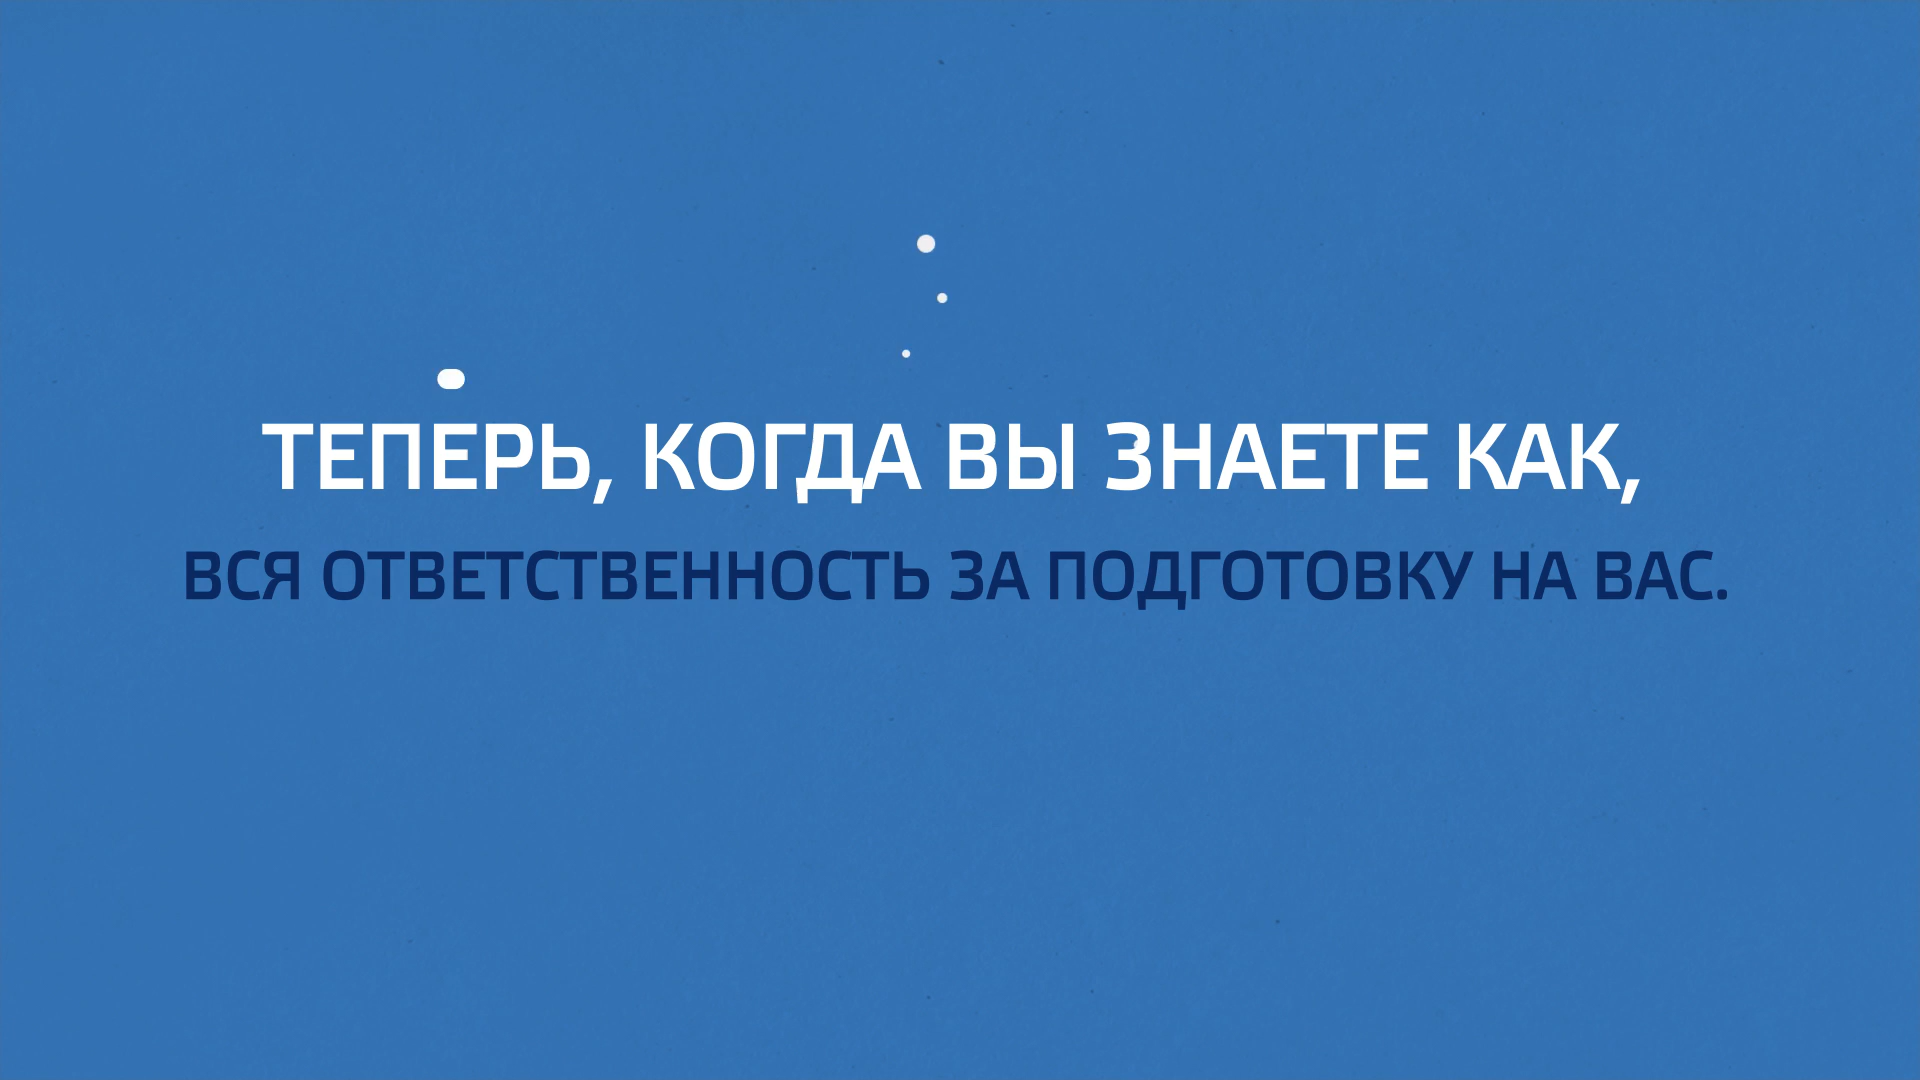 ТЕПЕРЬ, КОГДА ВЫ ЗНАЕТЕ КАК,
ВСЯ ОТВЕТСТВЕННОСТЬ ЗА ПОДГОТОВКУ НА ВАС.